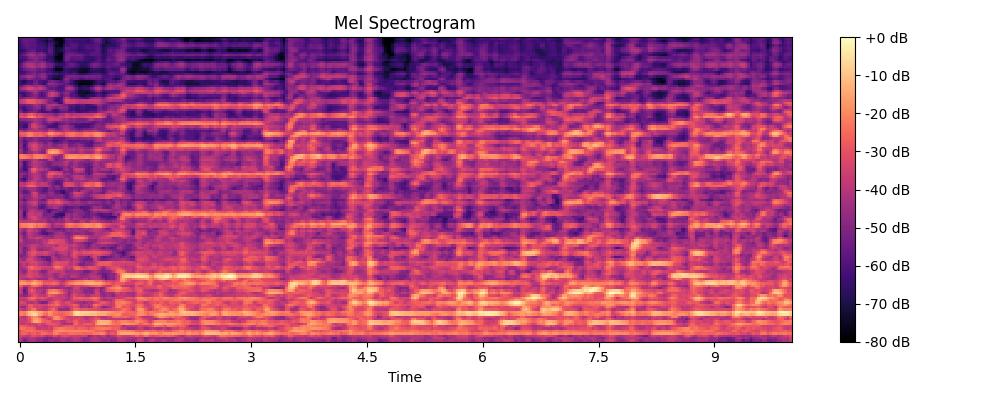 Mel Spectrogram
+0 dB
-10 dB
-20 dB
-30 dB
-40 dB
-50 dB
-60 dB
-70 dB
-80 dB
0 1.5 3 4.5 6 7.5 9
Time